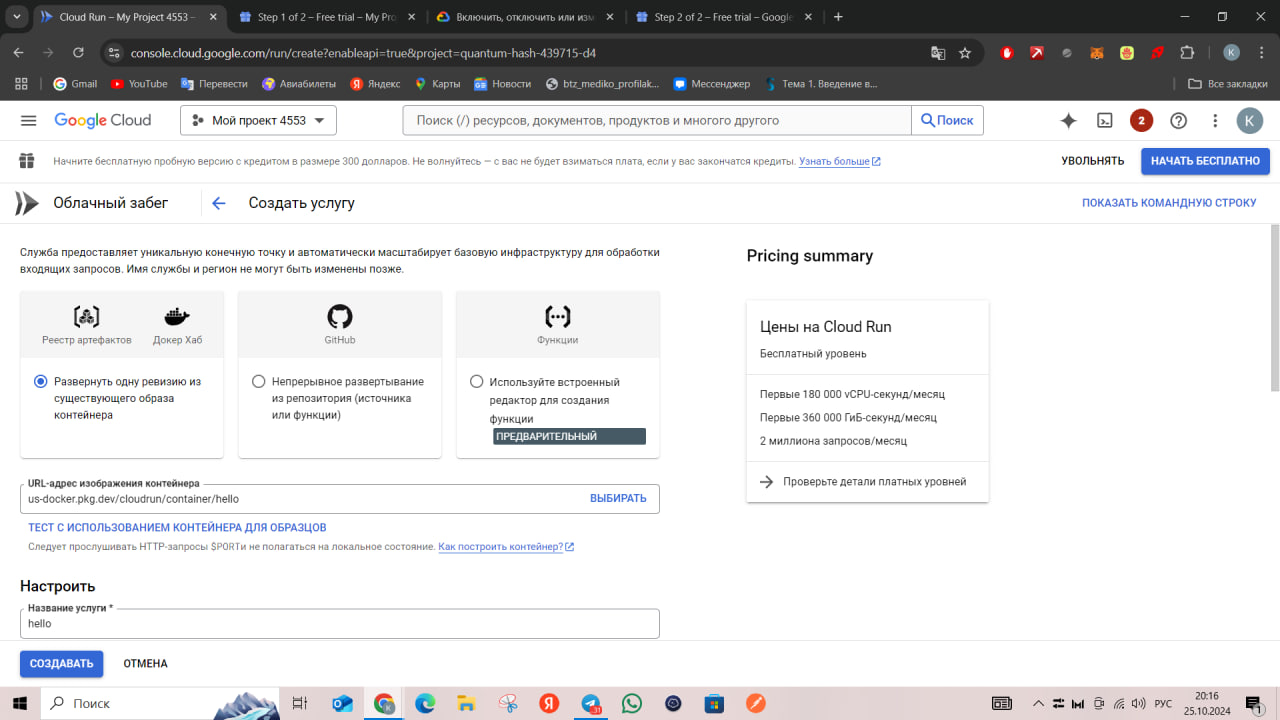 Cloud Run – My Project 4553 –
Step 1 of 2 – Free trial – My Pro
Включить, отключить или изм
Step 2 of 2 – Free trial – Google
console.cloud.google.com/run/create?enableapi=true&project=quantum-hash-439715-d4
K
Gmail
YouTube
Перевести
Авиабилеты
Яндекс
Карты
Новости
btz_mediko_profilak...
Мессенджер
Тема 1. Введение в...
Все закладки
Google Cloud
Мой проект 4553
Поиск (/) ресурсов, документов, продуктов и многого другого
Поиск
2
K
Начните бесплатную пробную версию с кредитом в размере 300 долларов. Не волнуйтесь — с вас не будет взиматься плата, если у вас закончатся кредиты. Узнать больше
УВОЛЬНЯТЬ
НАЧАТЬ БЕСПЛАТНО
Облачный забег
Создать услугу
ПОКАЗАТЬ КОМАНДНУЮ СТРОКУ
Служба предоставляет уникальную конечную точку и автоматически масштабирует базовую инфраструктуру для обработки
входящих запросов. Имя службы и регион не могут быть изменены позже.
Реестр артефактов
Докер Хаб
GitHub
Функции
Развернуть одну ревизию из
существующего образа
контейнера
Непрерывное развертывание
из репозитория (источника
или функции)
Используйте встроенный
редактор для создания
функции
ПРЕДВАРИТЕЛЬНЫЙ
URL-адрес изображения контейнера
us-docker.pkg.dev/cloudrun/container/hello
ВЫБИРАТЬ
ТЕСТ С ИСПОЛЬЗОВАНИЕМ КОНТЕЙНЕРА ДЛЯ ОБРАЗЦОВ
Следует прослушивать HTTP-запросы $PORTи не полагаться на локальное состояние. Как построить контейнер?
Настроить
Название услуги *
hello
Pricing summary
Цены на Cloud Run
Бесплатный уровень
Первые 180 000 vCPU-секунд/месяц
Первые 360 000 ГиБ-секунд/месяц
2 миллиона запросов/месяц
Проверьте детали платных уровней
СОЗДАВАТЬ
ОТМЕНА
Поиск
31
РУС
20:16
25.10.2024
1